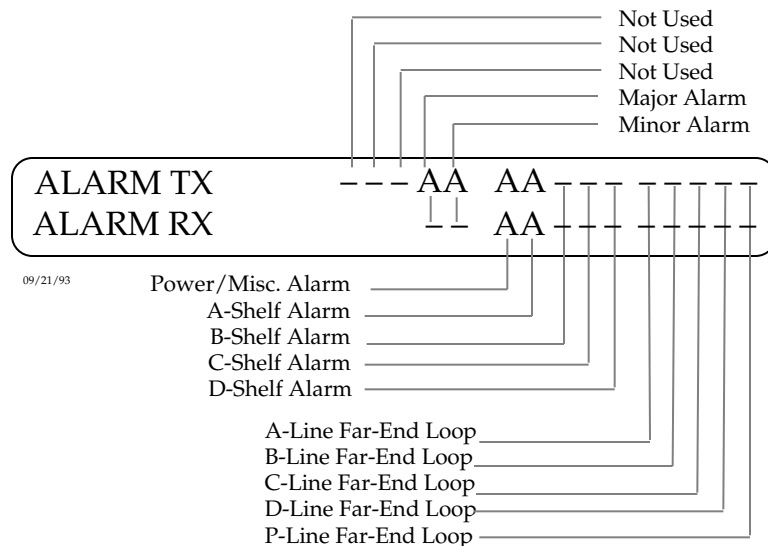 Not Used
Not Used
Not Used
Major Alarm
Minor Alarm
ALARM TX ---AA AA--- -----
ALARM RX -- AA--- -----
09/21/93
Power/Misc. Alarm
A-Shelf Alarm
B-Shelf Alarm
C-Shelf Alarm
D-Shelf Alarm
A-Line Far-End Loop
B-Line Far-End Loop
C-Line Far-End Loop
D-Line Far-End Loop
P-Line Far-End Loop